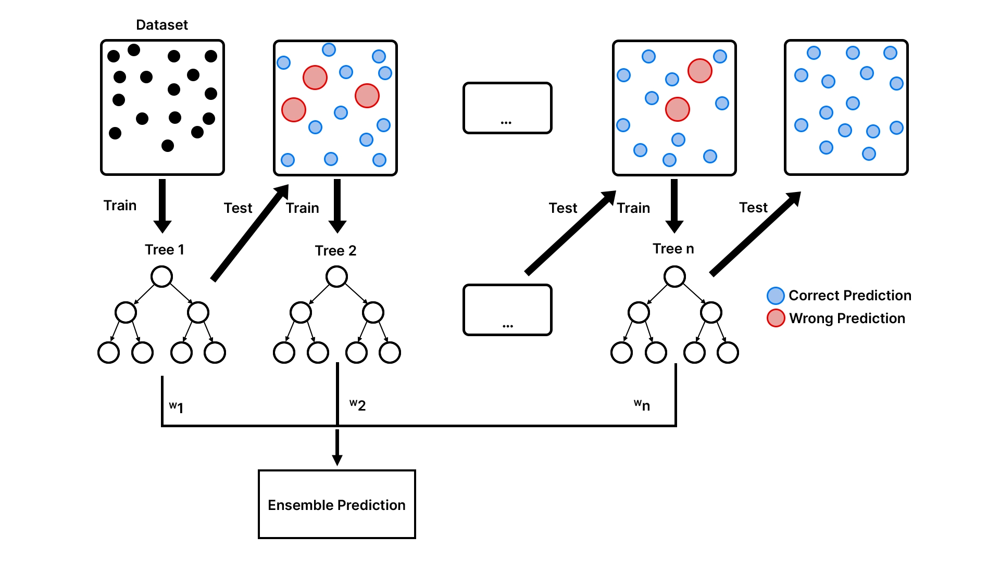 Dataset
...
Train
Test
Train
Test
Train
Test
Tree 1
Tree 2
Tree n
...
Correct Prediction
Wrong Prediction
w1
w2
wn
Ensemble Prediction